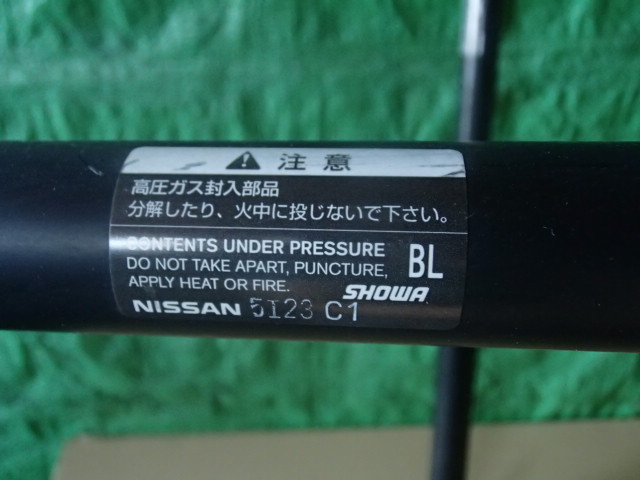 ⚠ 注意
高圧ガス封入部品
分解したり、火中に投じないで下さい。
CONTENTS UNDER PRESSURE
DO NOT TAKE APART, PUNCTURE,
APPLY HEAT OR FIRE.
BL
SHOWA
NISSAN 5I23 C1